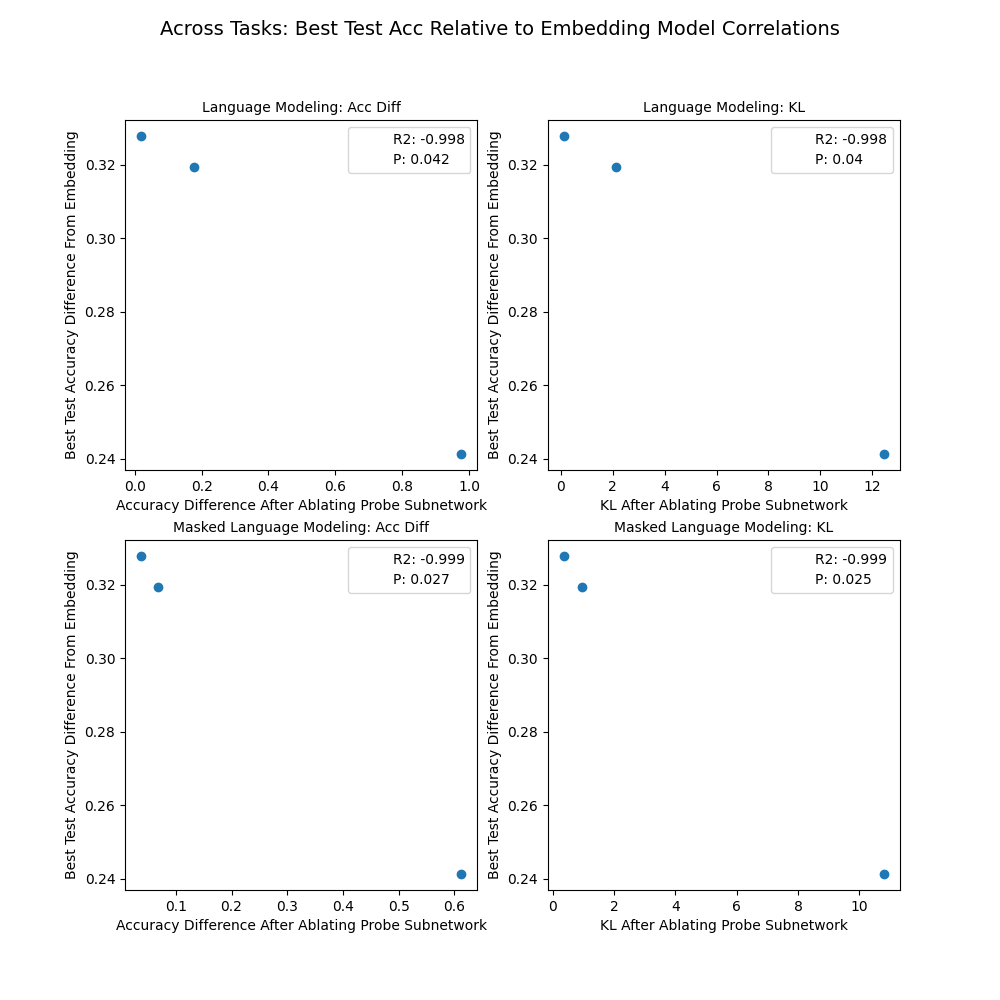 Across Tasks: Best Test Acc Relative to Embedding Model Correlations
Language Modeling: Acc Diff
R2: -0.998
P: 0.042
Best Test Accuracy Difference From Embedding
0.32
0.30
0.28
0.26
0.24
0.0 0.2 0.4 0.6 0.8 1.0
Accuracy Difference After Ablating Probe Subnetwork
Language Modeling: KL
R2: -0.998
P: 0.04
Best Test Accuracy Difference From Embedding
0.32
0.30
0.28
0.26
0.24
0 2 4 6 8 10 12
KL After Ablating Probe Subnetwork
Masked Language Modeling: Acc Diff
R2: -0.999
P: 0.027
Best Test Accuracy Difference From Embedding
0.32
0.30
0.28
0.26
0.24
0.1 0.2 0.3 0.4 0.5 0.6
Accuracy Difference After Ablating Probe Subnetwork
Masked Language Modeling: KL
R2: -0.999
P: 0.025
Best Test Accuracy Difference From Embedding
0.32
0.30
0.28
0.26
0.24
0 2 4 6 8 10
KL After Ablating Probe Subnetwork